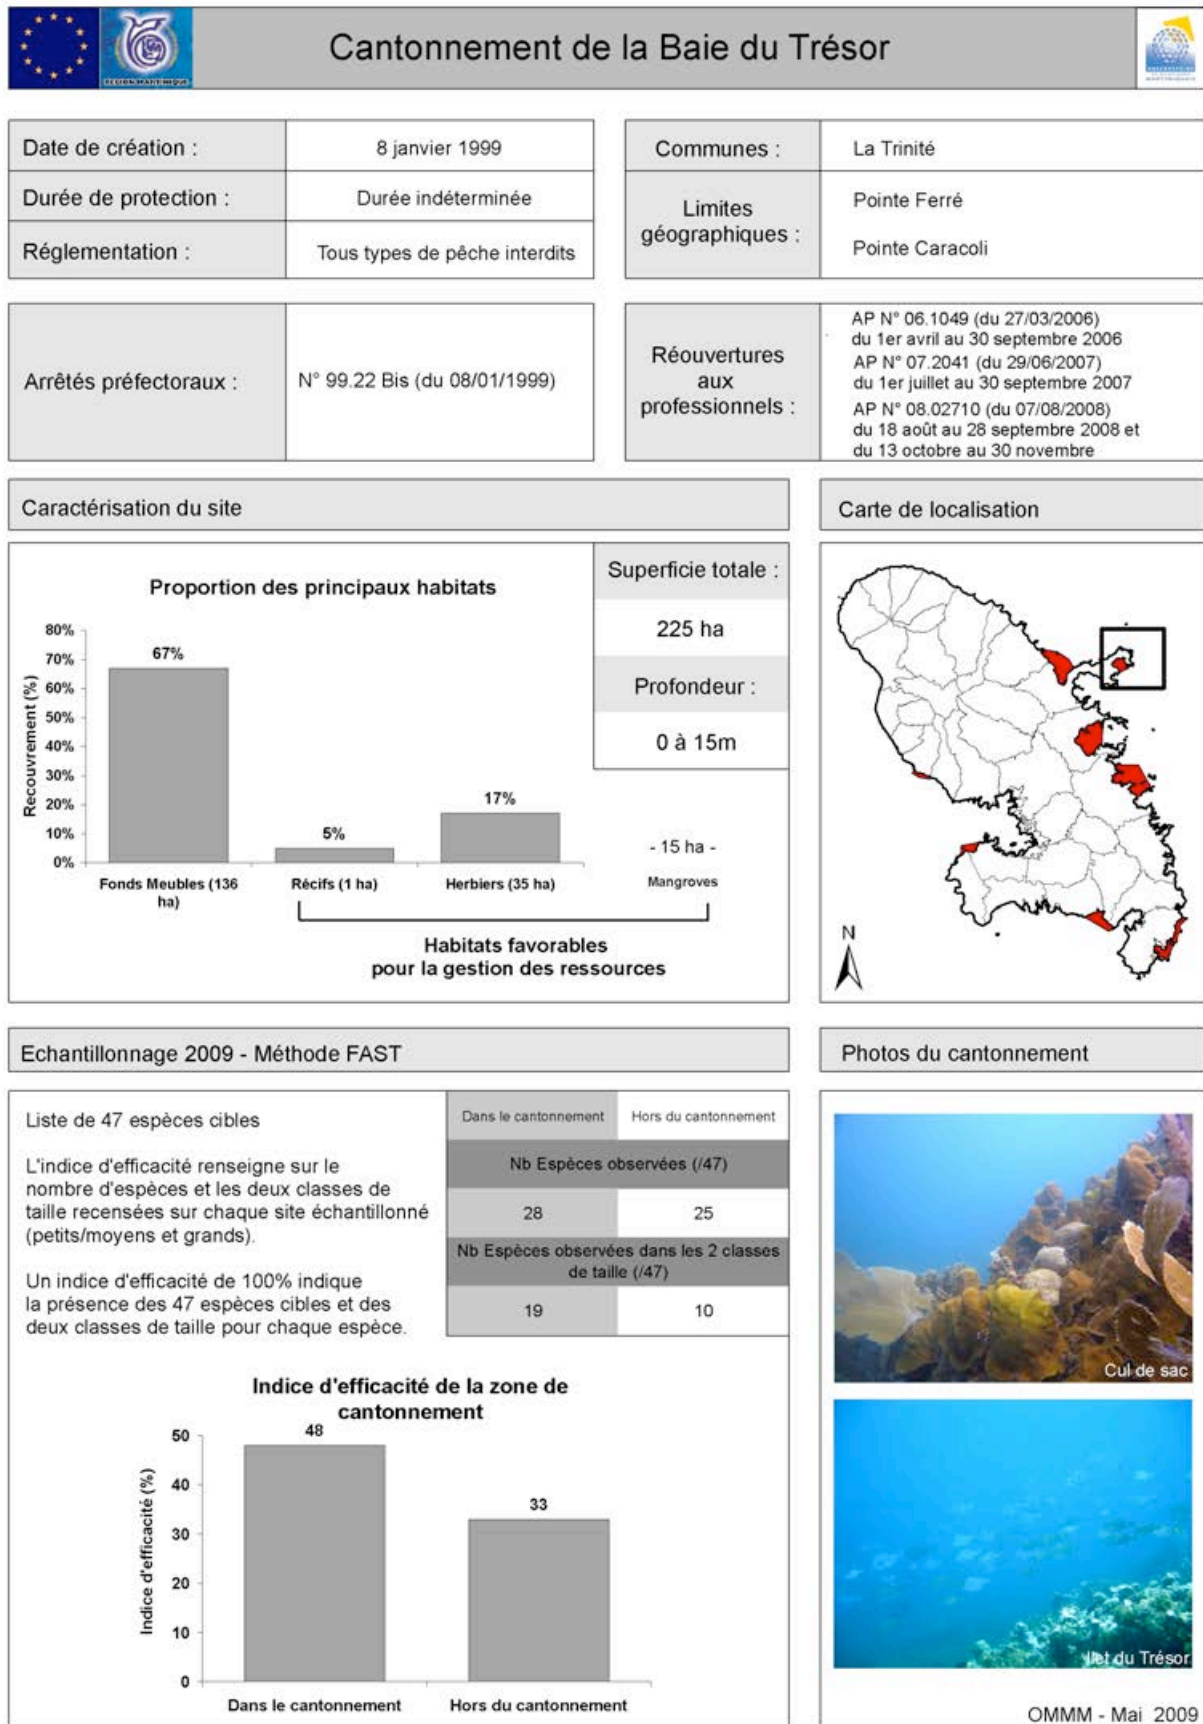 REGION MARTINIQUE
Cantonnement de la Baie du Trésor
Date de création :
8 janvier 1999
Durée de protection :
Durée indéterminée
Réglementation :
Tous types de pêche interdits
Communes :
La Trinité
Limites
géographiques :
Pointe Ferré
Pointe Caracoli
Arrêtés préfectoraux :
N° 99.22 Bis (du 08/01/1999)
Réouvertures
aux
professionnels :
AP N° 06.1049 (du 27/03/2006)
du 1er avril au 30 septembre 2006
AP N° 07.2041 (du 29/06/2007)
du 1er juillet au 30 septembre 2007
AP N° 08.02710 (du 07/08/2008)
du 18 août au 28 septembre 2008 et
du 13 octobre au 30 novembre
Caractérisation du site
Proportion des principaux habitats
Recouvrement (%)
80%
70%
60%
50%
40%
30%
20%
10%
0%
67%
5%
17%
- 15 ha -
Fonds Meubles (136
ha)
Récifs (1 ha)
Herbiers (35 ha)
Mangroves
Habitats favorables
pour la gestion des ressources
Superficie totale :
225 ha
Profondeur :
0 à 15m
Carte de localisation
N
Echantillonnage 2009 - Méthode FAST
Liste de 47 espèces cibles
L'indice d'efficacité renseigne sur le
nombre d'espèces et les deux classes de
taille recensées sur chaque site échantillonné
(petits/moyens et grands).
Un indice d'efficacité de 100% indique
la présence des 47 espèces cibles et des
deux classes de taille pour chaque espèce.
Dans le cantonnement
Hors du cantonnement
Nb Espèces observées (/47)
28
25
Nb Espèces observées dans les 2 classes
de taille (/47)
19
10
Indice d'efficacité de la zone de
cantonnement
Indice d'efficacité (%)
50
40
30
20
10
0
48
33
Dans le cantonnement
Hors du cantonnement
Photos du cantonnement
Cul de sac
Ilet du Trésor
OMMM - Mai 2009